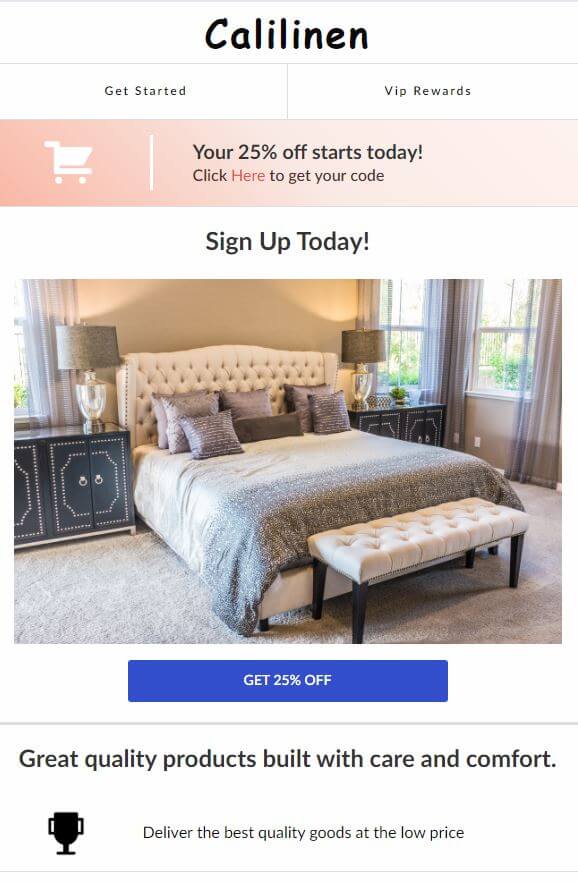 Calilinen
Get Started
Vip Rewards
Your 25% off starts today!
Click Here to get your code
Sign Up Today!
GET 25% OFF
Great quality products built with care and comfort.
Deliver the best quality goods at the low price